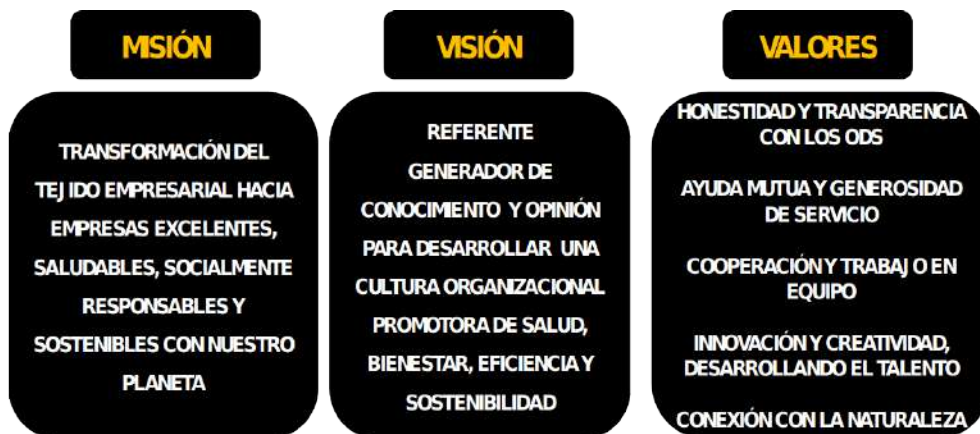 MISIÓN
TRANSFORMACIÓN DEL
TEJIDO EMPRESARIAL HACIA
EMPRESAS EXCELENTES,
SALUDABLES, SOCIALMENTE
RESPONSABLES Y
SOSTENIBLES CON NUESTRO
PLANETA
VISIÓN
REFERENTE
GENERADOR DE
CONOCIMIENTO Y OPINIÓN
PARA DESARROLLAR UNA
CULTURA ORGANIZACIONAL
PROMOTORA DE SALUD,
BIENESTAR, EFICIENCIA Y
SOSTENIBILIDAD
VALORES
HONESTIDAD Y TRANSPARENCIA
CON LOS ODS
AYUDA MUTUA Y GENEROSIDAD
DE SERVICIO
COOPERACIÓN Y TRABAJO EN
EQUIPO
INNOVACIÓN Y CREATIVIDAD,
DESARROLLANDO EL TALENTO
CONEXIÓN CON LA NATURALEZA